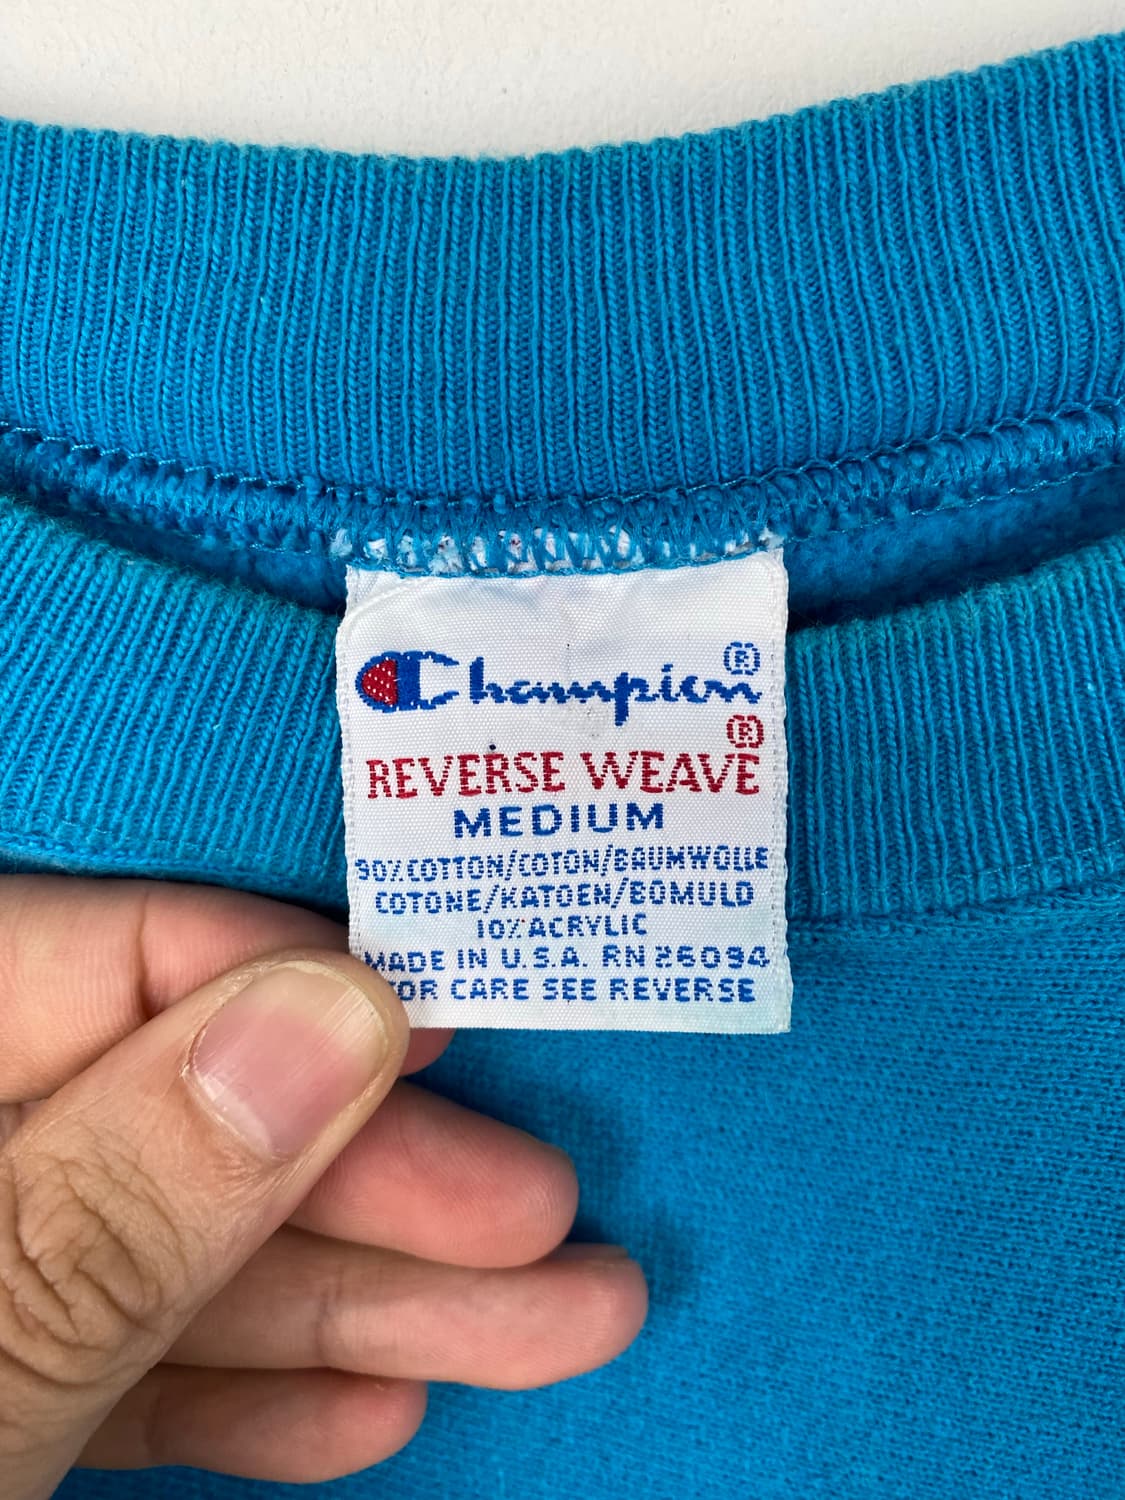 Champion®
®
REVERSE WEAVE
MEDIUM
90% COTTON/COTON/BAUMWOLLE
COTONE/KATOEN/BOMULD
10% ACRYLIC
MADE IN U.S.A. RN 26094
FOR CARE SEE REVERSE